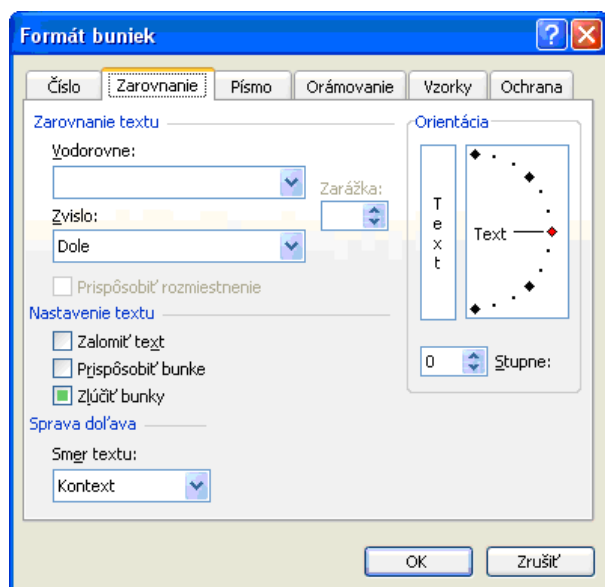 Formát buniek
Číslo
Zarovnanie
Písmo
Orámovanie
Vzorky
Ochrana
Zarovnanie textu
Vodorovne:
Zarážka:
Zvislo:
Dole
Prispôsobiť rozmiestnenie
Nastavenie textu
Zalomiť text
Prispôsobiť bunke
Zlúčiť bunky
Sprava doľava
Smer textu:
Kontext
Orientácia
T
e
x
t
Text
0
Stupne:
OK
Zrušiť